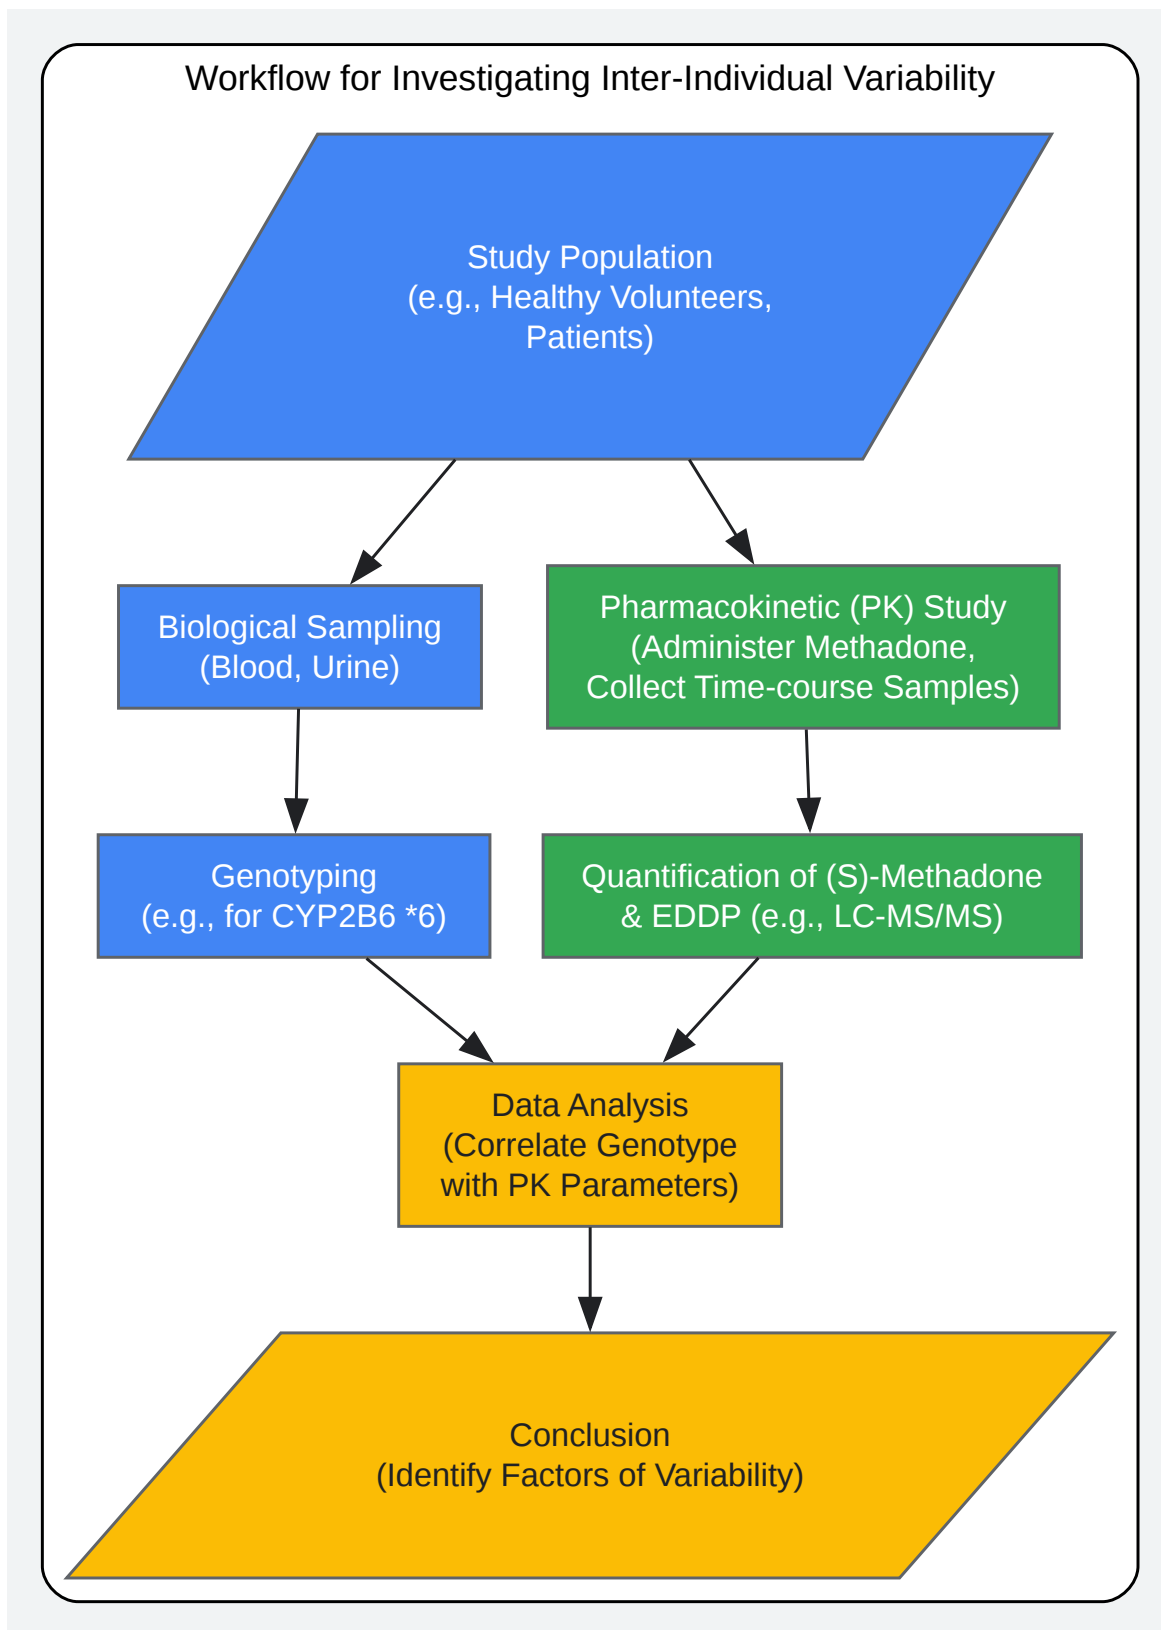 Workflow for Investigating Inter-Individual Variability
Study Population
(e.g., Healthy Volunteers,
Patients)
Biological Sampling
(Blood, Urine)
Pharmacokinetic (PK) Study
(Administer Methadone,
Collect Time-course Samples)
Genotyping
(e.g., for CYP2B6 *6)
Quantification of (S)-Methadone
& EDDP (e.g., LC-MS/MS)
Data Analysis
(Correlate Genotype
with PK Parameters)
Conclusion
(Identify Factors of Variability)